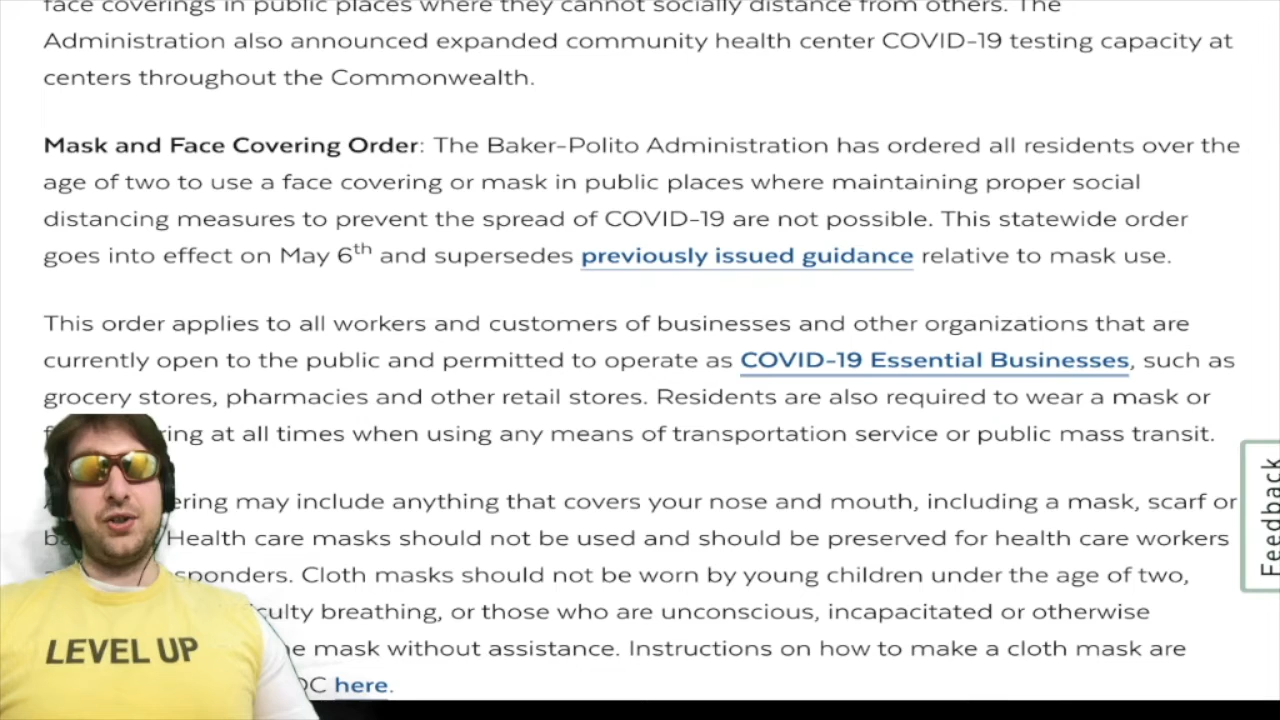 face coverings in public places where they cannot socially distance from others. The
Administration also announced expanded community health center COVID-19 testing capacity at
centers throughout the Commonwealth.
Mask and Face Covering Order: The Baker-Polito Administration has ordered all residents over the
age of two to use a face covering or mask in public places where maintaining proper social
distancing measures to prevent the spread of COVID-19 are not possible. This statewide order
goes into effect on May 6th and supersedes previously issued guidance relative to mask use.
This order applies to all workers and customers of businesses and other organizations that are
currently open to the public and permitted to operate as COVID-19 Essential Businesses, such as
grocery stores, pharmacies and other retail stores. Residents are also required to wear a mask or
ring at all times when using any means of transportation service or public mass transit.
ering may include anything that covers your nose and mouth, including a mask, scarf or
Health care masks should not be used and should be preserved for health care workers
sponders. Cloth masks should not be worn by young children under the age of two,
culty breathing, or those who are unconscious, incapacitated or otherwise
e mask without assistance. Instructions on how to make a cloth mask are
DC here.
Feedback
LEVEL UP